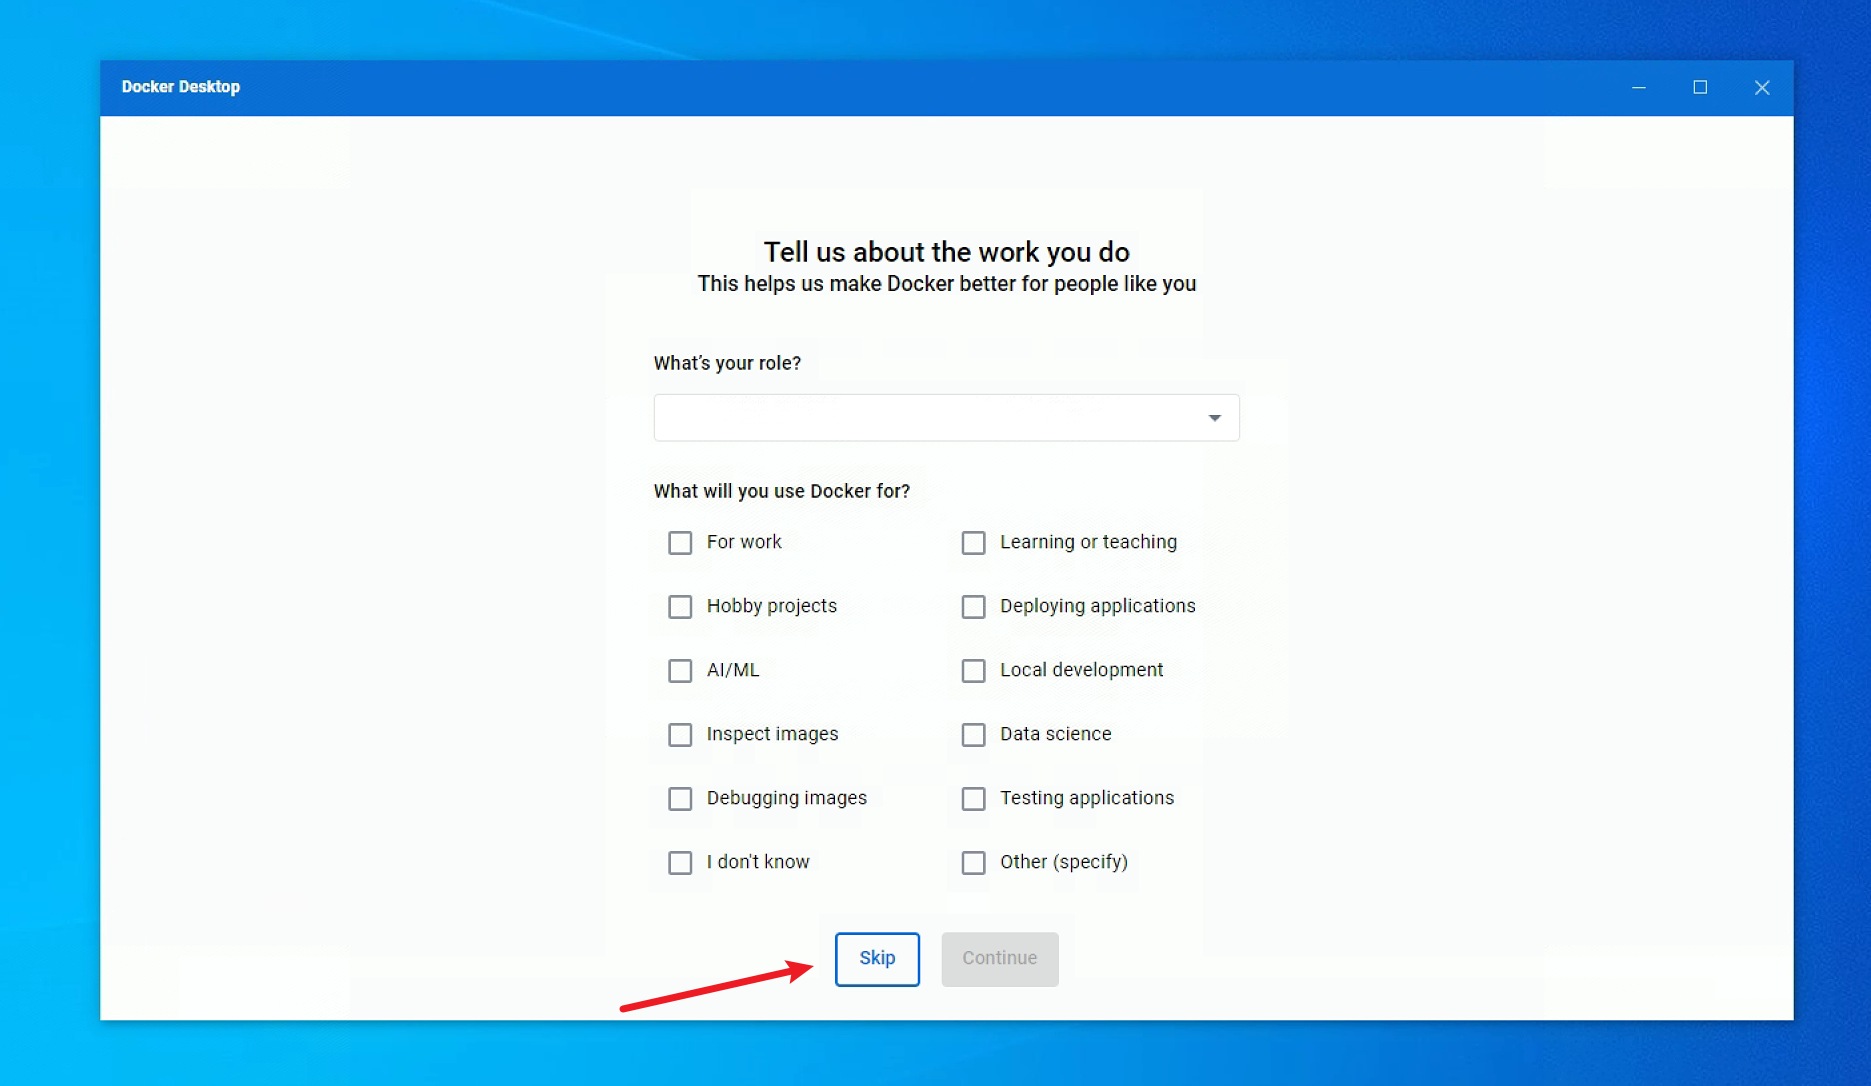 Docker Desktop
Tell us about the work you do
This helps us make Docker better for people like you
What's your role?
What will you use Docker for?
For work
Learning or teaching
Hobby projects
Deploying applications
AI/ML
Local development
Inspect images
Data science
Debugging images
Testing applications
I don't know
Other (specify)
Skip
Continue